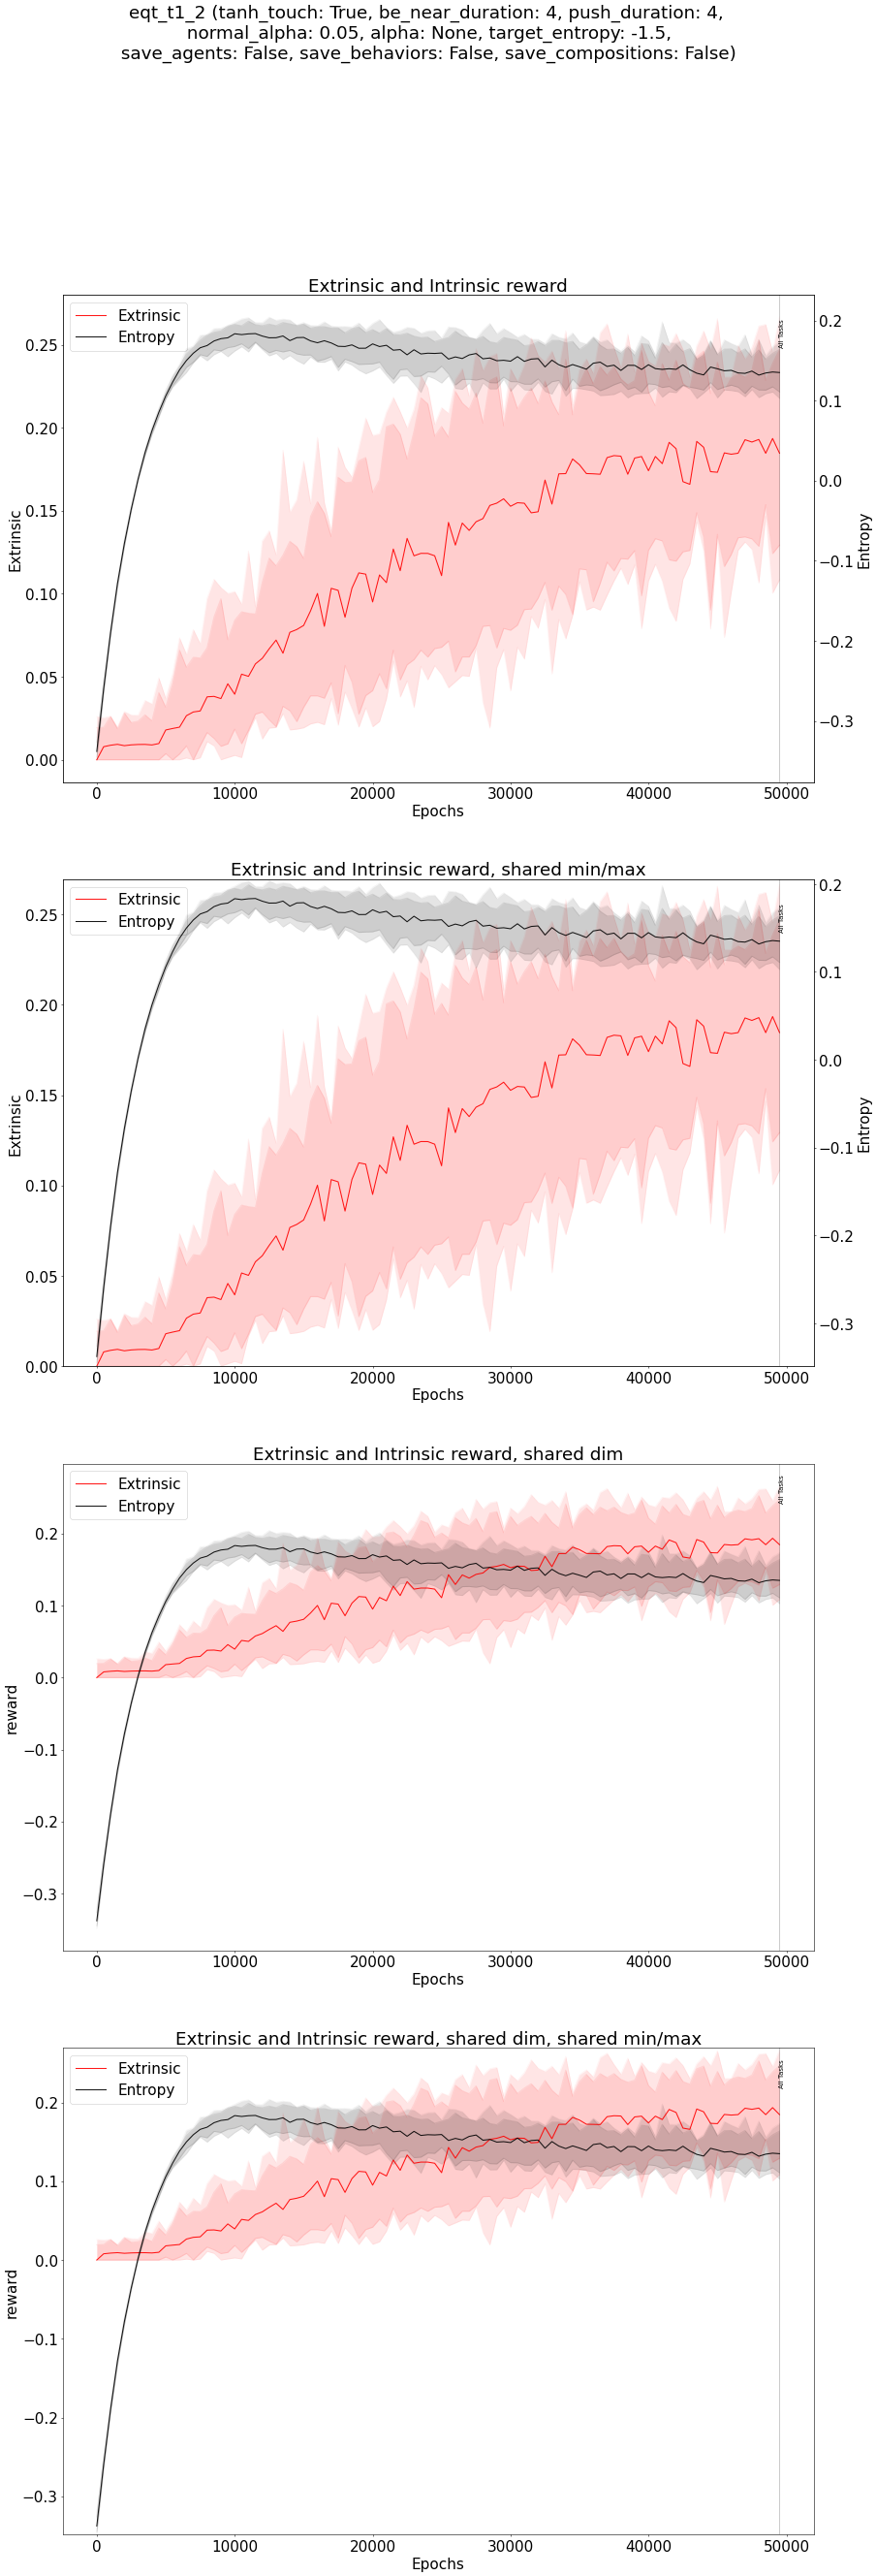 eqt_t1_2 (tanh_touch: True, be_near_duration: 4, push_duration: 4,
normal_alpha: 0.05, alpha: None, target_entropy: -1.5,
save_agents: False, save_behaviors: False, save_compositions: False)
Extrinsic and Intrinsic reward
Extrinsic
Entropy
All Tasks
0.25
0.20
0.15
0.10
0.05
0.00
Extrinsic
0.2
0.1
0.0
−0.1
−0.2
−0.3
Entropy
0 10000 20000 30000 40000 50000
Epochs
Extrinsic and Intrinsic reward, shared min/max
Extrinsic
Entropy
All Tasks
0.25
0.20
0.15
0.10
0.05
0.00
Extrinsic
0.2
0.1
0.0
−0.1
−0.2
−0.3
Entropy
0 10000 20000 30000 40000 50000
Epochs
Extrinsic and Intrinsic reward, shared dim
Extrinsic
Entropy
All Tasks
0.2
0.1
0.0
−0.1
−0.2
−0.3
reward
0 10000 20000 30000 40000 50000
Epochs
Extrinsic and Intrinsic reward, shared dim, shared min/max
Extrinsic
Entropy
All Tasks
0.2
0.1
0.0
−0.1
−0.2
−0.3
reward
0 10000 20000 30000 40000 50000
Epochs